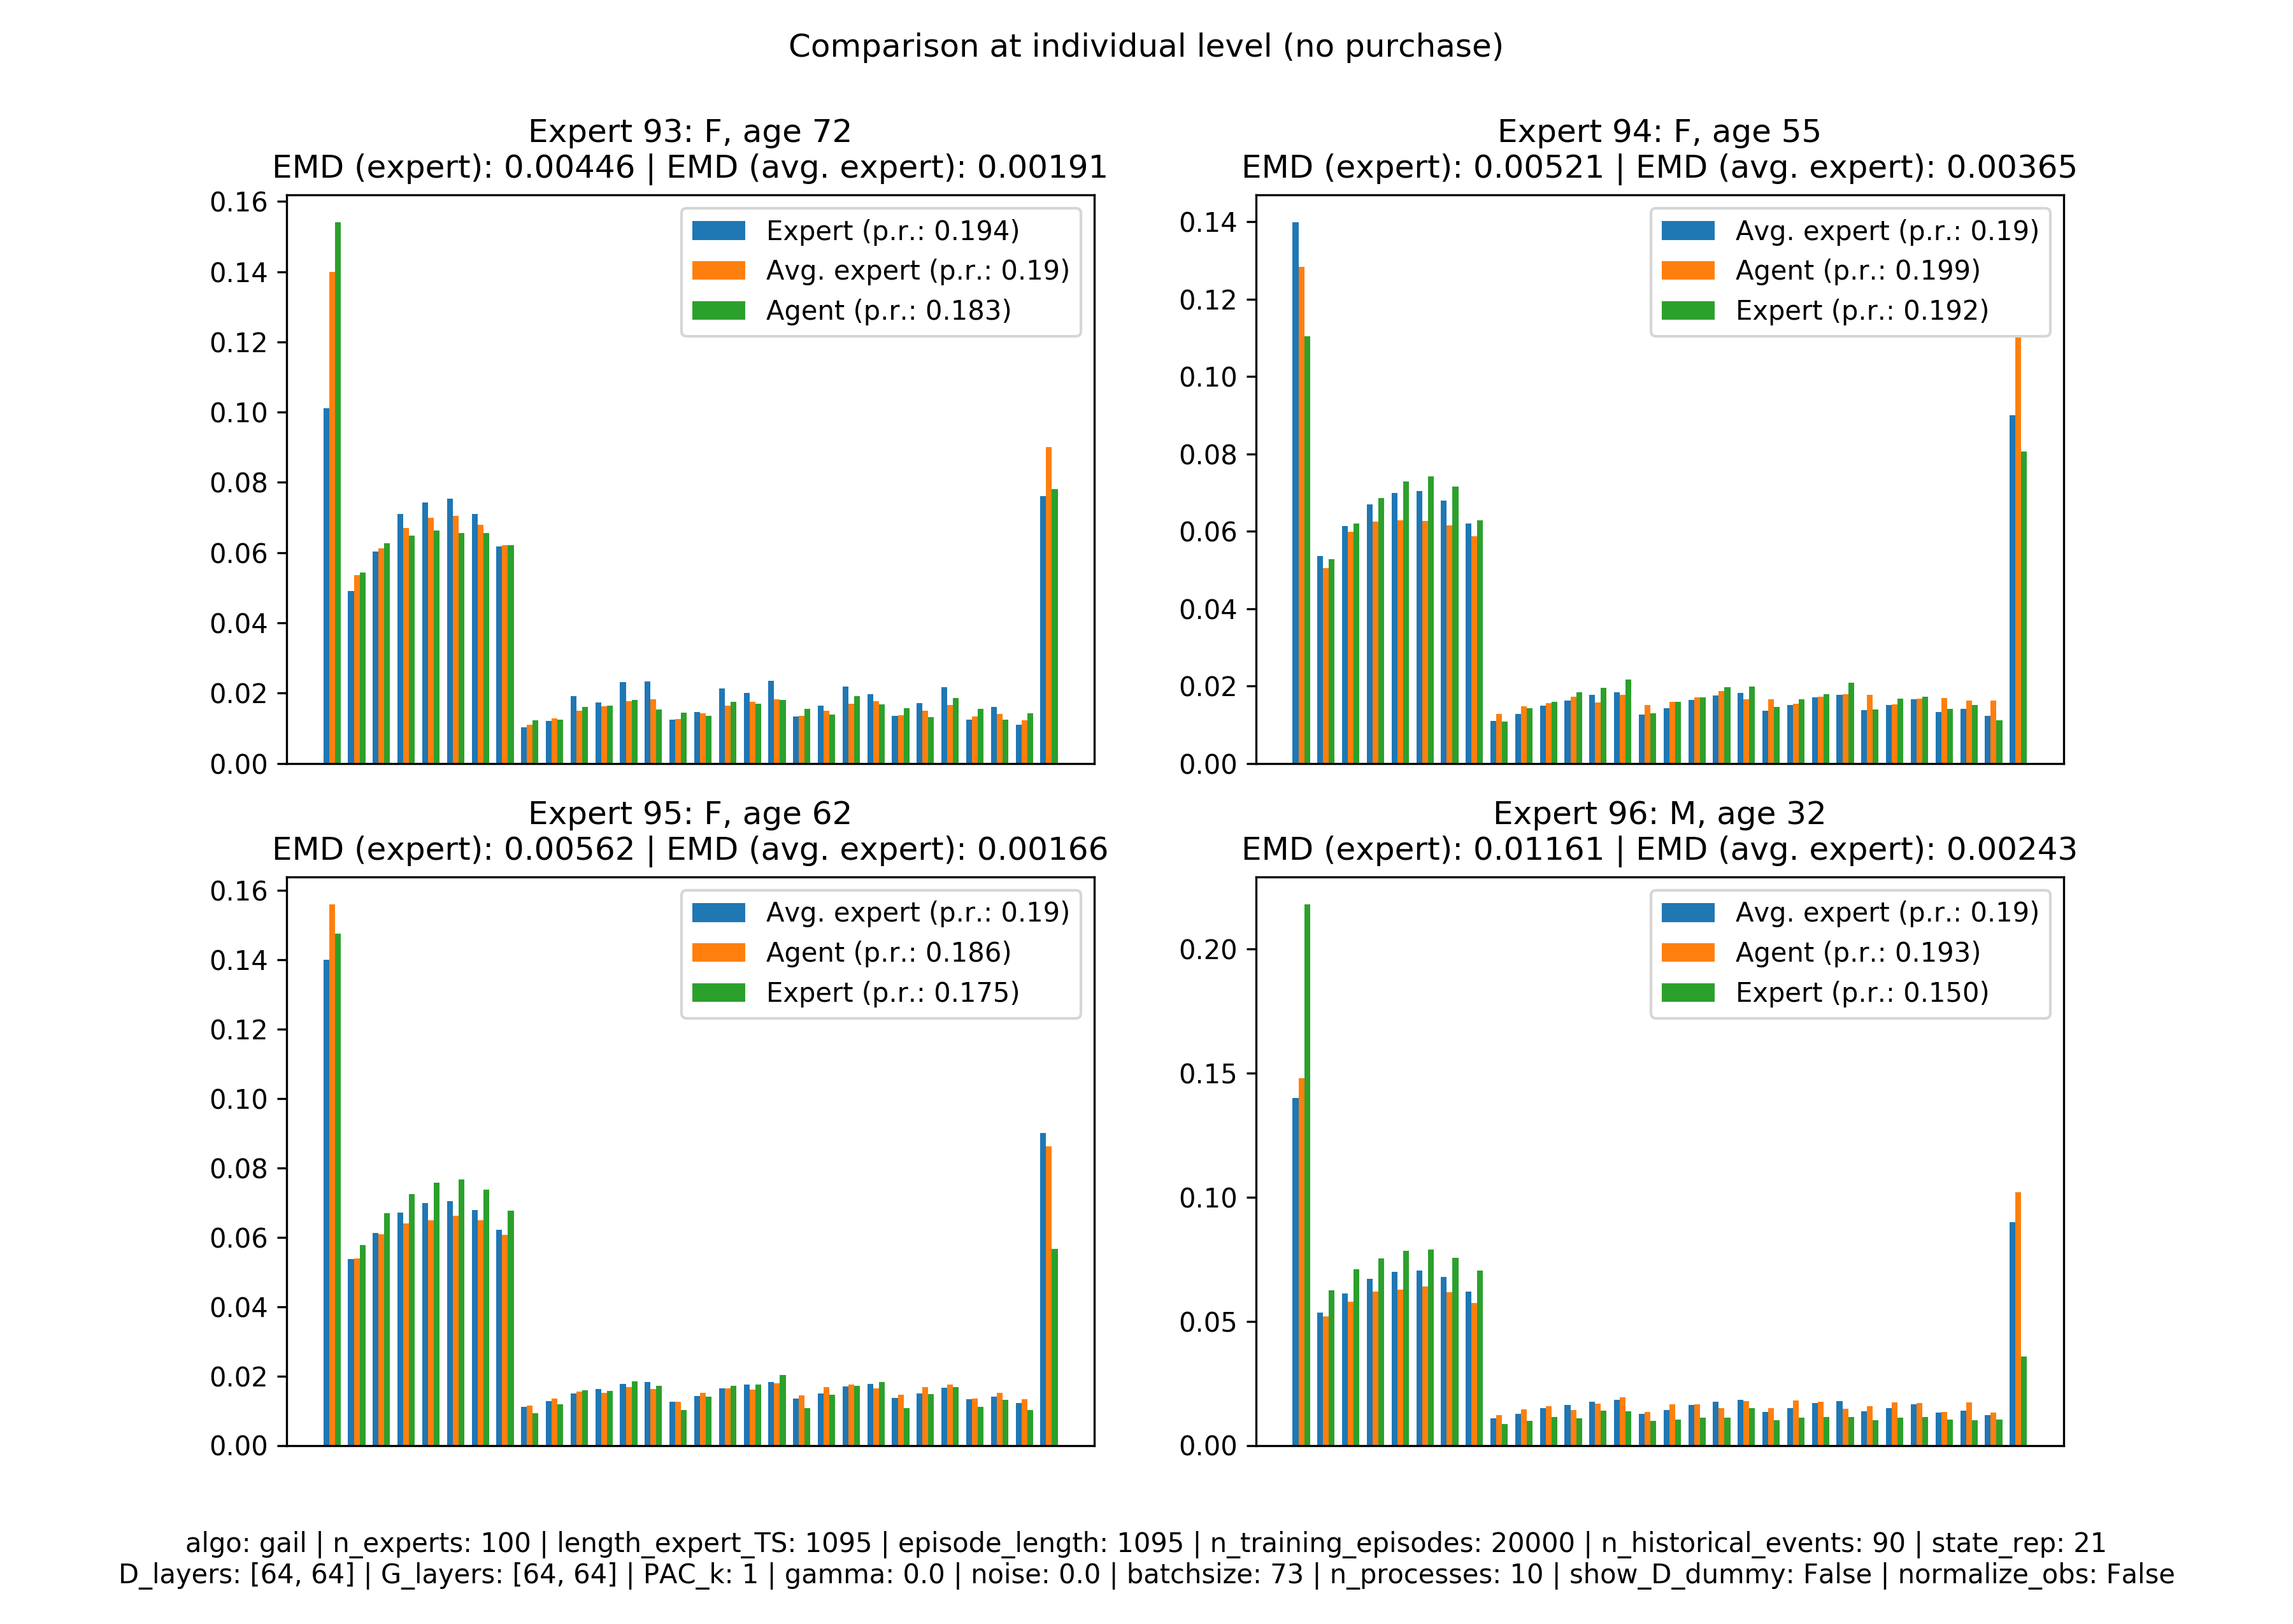 Comparison at individual level (no purchase)
Expert 93: F, age 72
EMD (expert): 0.00446 | EMD (avg. expert): 0.00191
0.16
0.14
0.12
0.10
0.08
0.06
0.04
0.02
0.00
Expert (p.r.: 0.194)
Avg. expert (p.r.: 0.19)
Agent (p.r.: 0.183)
Expert 94: F, age 55
EMD (expert): 0.00521 | EMD (avg. expert): 0.00365
0.14
0.12
0.10
0.08
0.06
0.04
0.02
0.00
Avg. expert (p.r.: 0.19)
Agent (p.r.: 0.199)
Expert (p.r.: 0.192)
Expert 95: F, age 62
EMD (expert): 0.00562 | EMD (avg. expert): 0.00166
0.16
0.14
0.12
0.10
0.08
0.06
0.04
0.02
0.00
Avg. expert (p.r.: 0.19)
Agent (p.r.: 0.186)
Expert (p.r.: 0.175)
Expert 96: M, age 32
EMD (expert): 0.01161 | EMD (avg. expert): 0.00243
0.20
0.15
0.10
0.05
0.00
Avg. expert (p.r.: 0.19)
Agent (p.r.: 0.193)
Expert (p.r.: 0.150)
algo: gail | n_experts: 100 | length_expert_TS: 1095 | episode_length: 1095 | n_training_episodes: 20000 | n_historical_events: 90 | state_rep: 21
D_layers: [64, 64] | G_layers: [64, 64] | PAC_k: 1 | gamma: 0.0 | noise: 0.0 | batchsize: 73 | n_processes: 10 | show_D_dummy: False | normalize_obs: False